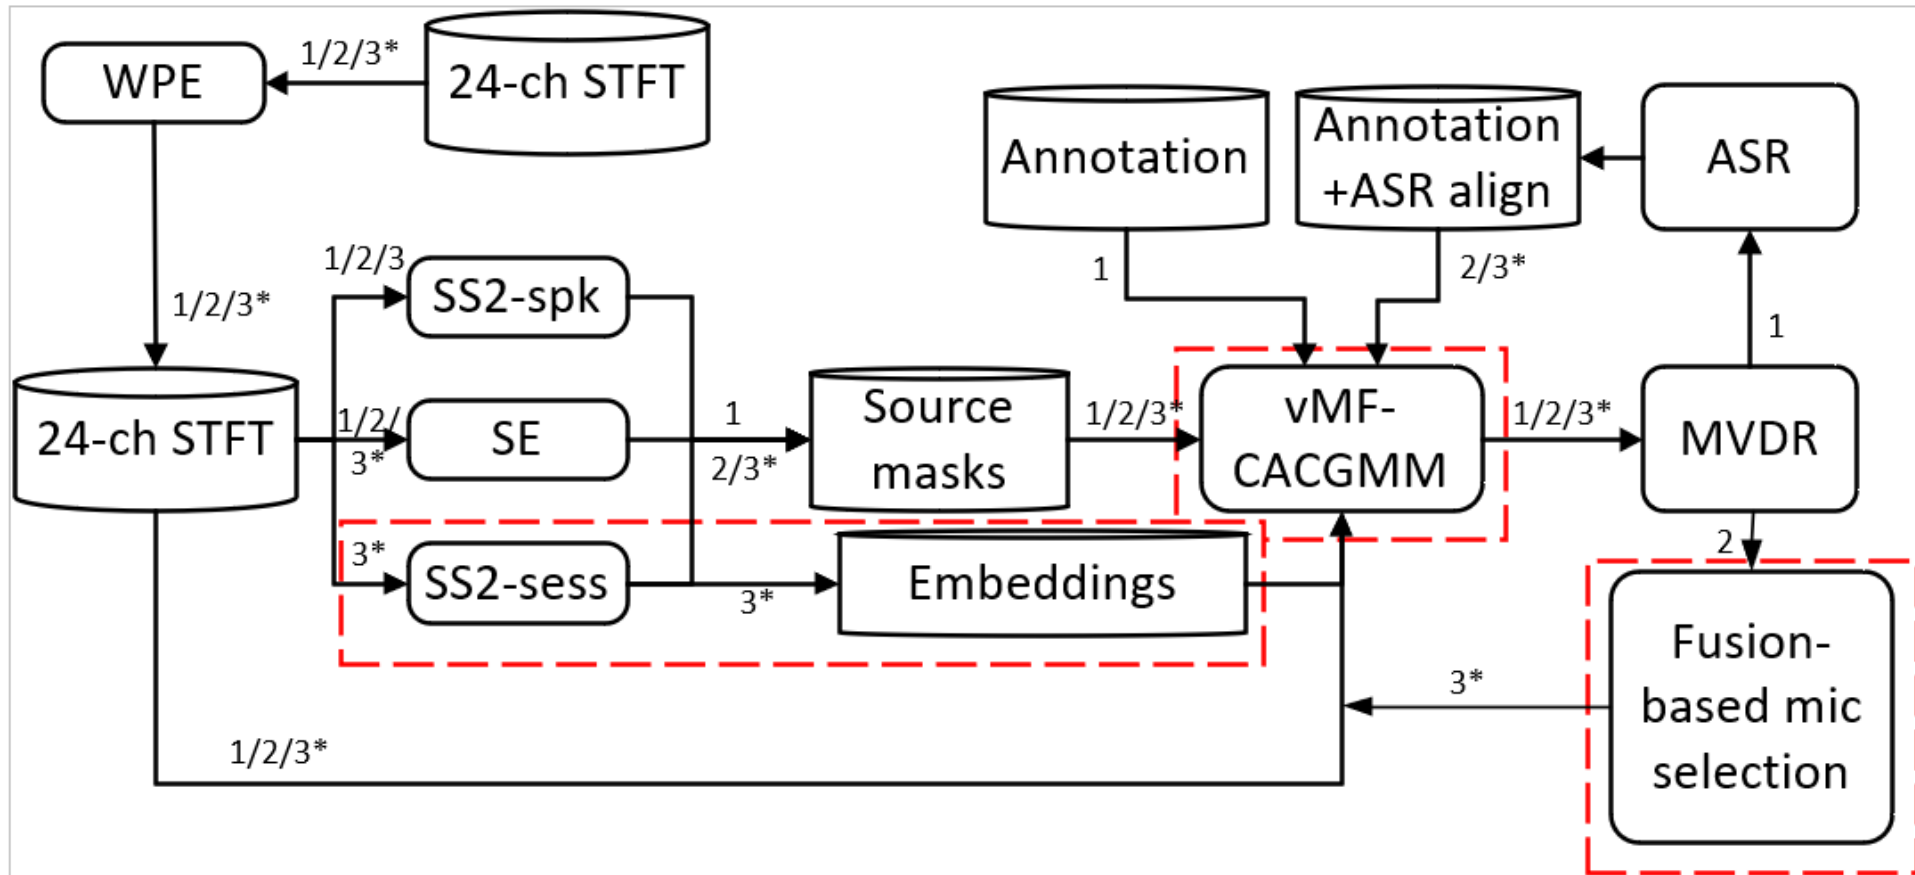 WPE
1/2/3*
24-ch STFT
Annotation
Annotation
+ASR align
ASR
1/2/3*
1/2/3
SS2-spk
1
2/3*
1
24-ch STFT
1/2/
3*
SE
1
2/3*
Source
masks
1/2/3*
vMF-
CACGMM
1/2/3*
MVDR
3*
SS2-sess
3*
Embeddings
2
1/2/3*
3*
Fusion-
based mic
selection